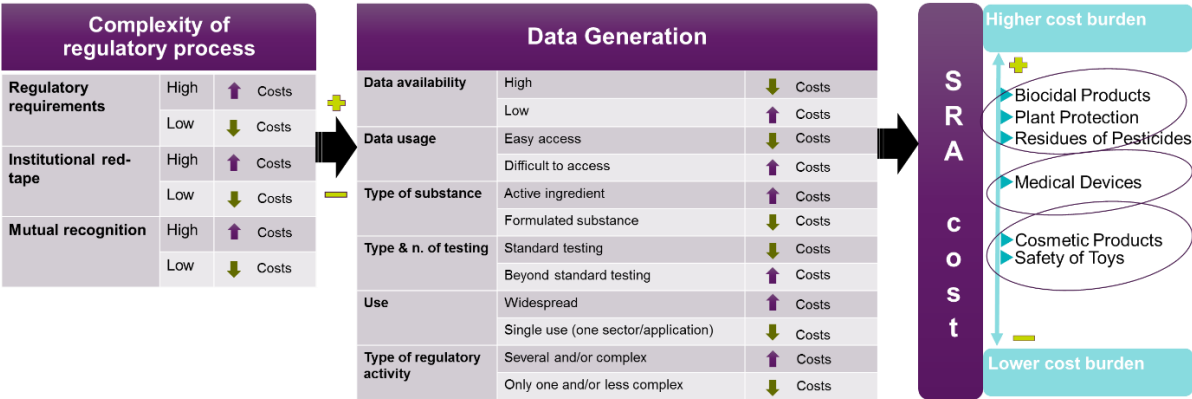 Complexity of
regulatory process
Regulatory
requirements
High
Costs
Low
Costs
Institutional red-
tape
High
Costs
Low
Costs
Mutual recognition
High
Costs
Low
Costs
Data Generation
Data availability
High
Costs
Low
Costs
Data usage
Easy access
Costs
Difficult to access
Costs
Type of substance
Active ingredient
Costs
Formulated substance
Costs
Type & n. of testing
Standard testing
Costs
Beyond standard testing
Costs
Use
Widespread
Costs
Single use (one sector/application)
Costs
Type of regulatory
activity
Several and/or complex
Costs
Only one and/or less complex
Costs
SRA cost
Higher cost burden
Biocidal Products
Plant Protection
Residues of Pesticides
Medical Devices
Cosmetic Products
Safety of Toys
Lower cost burden